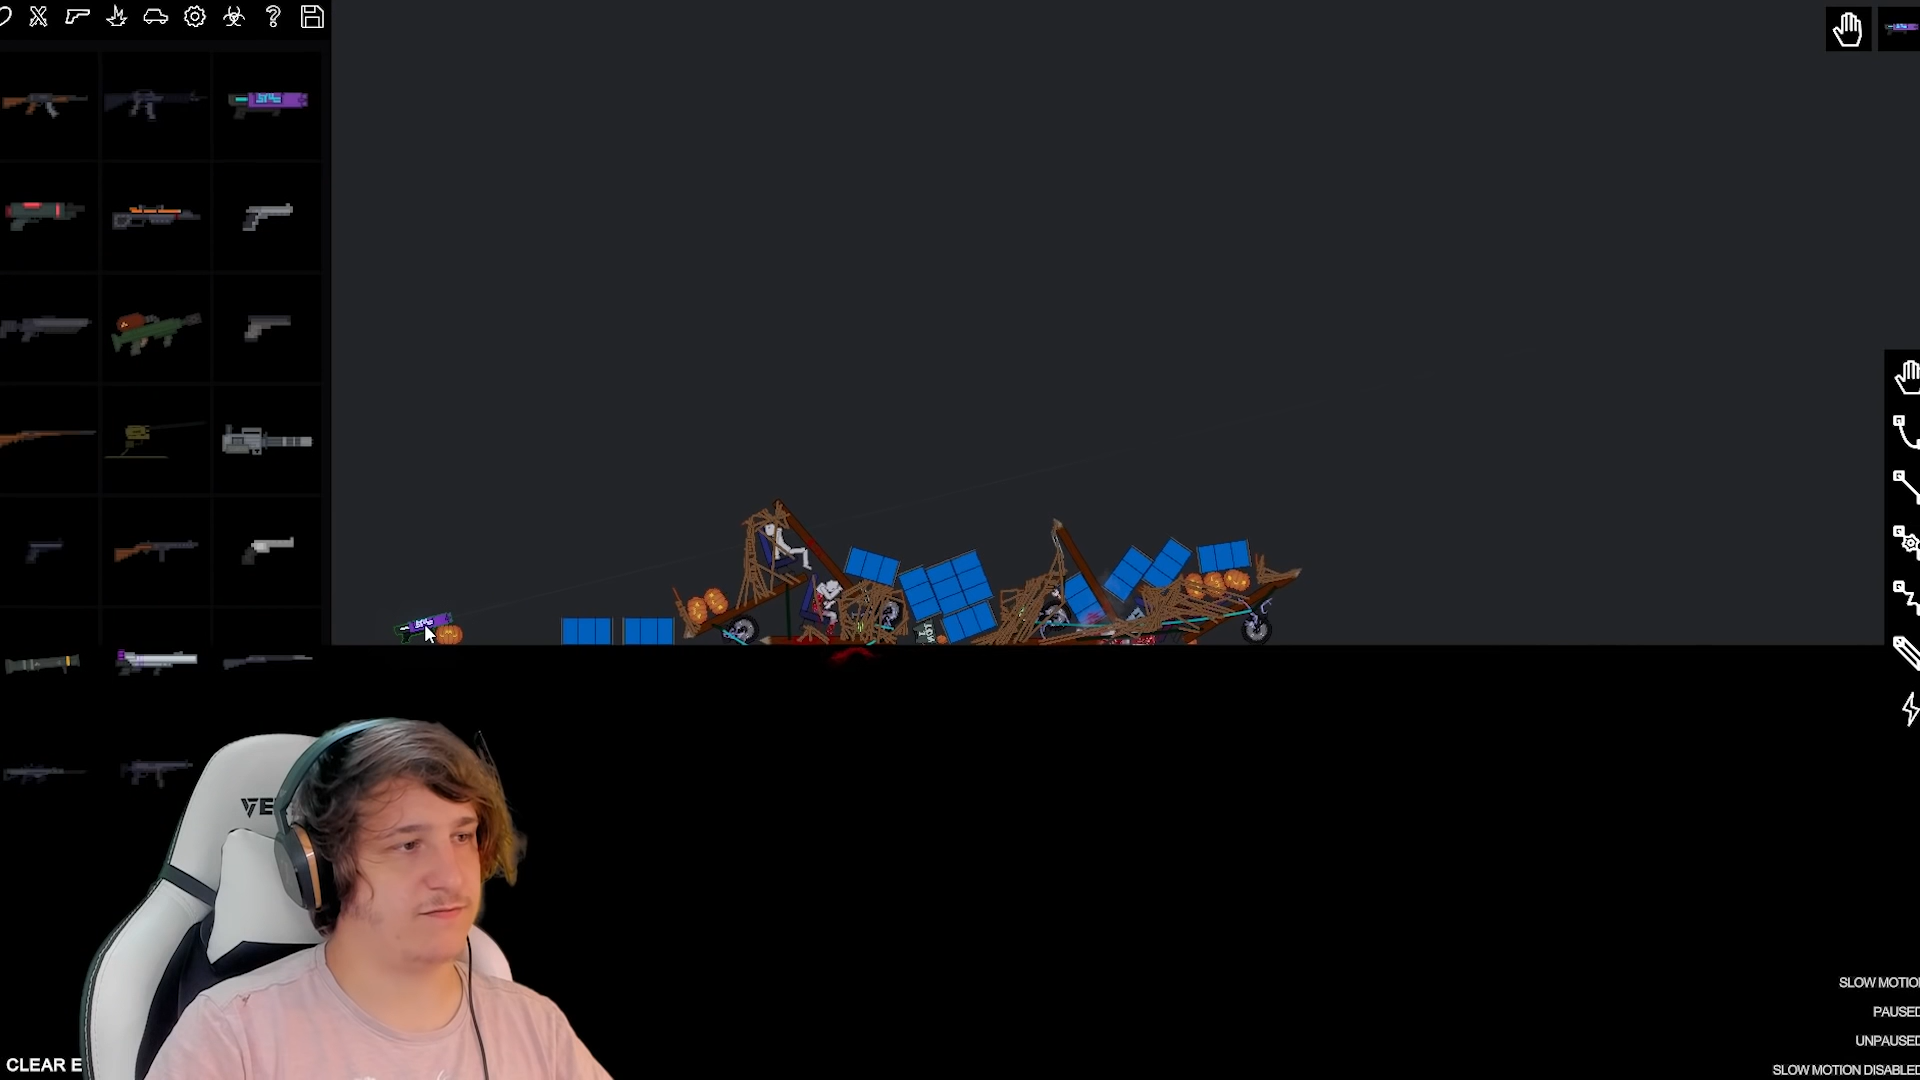 VE
CLEAR E
SLOW MOTIO
PAUSED
UNPAUSED
SLOW MOTION DISABLED